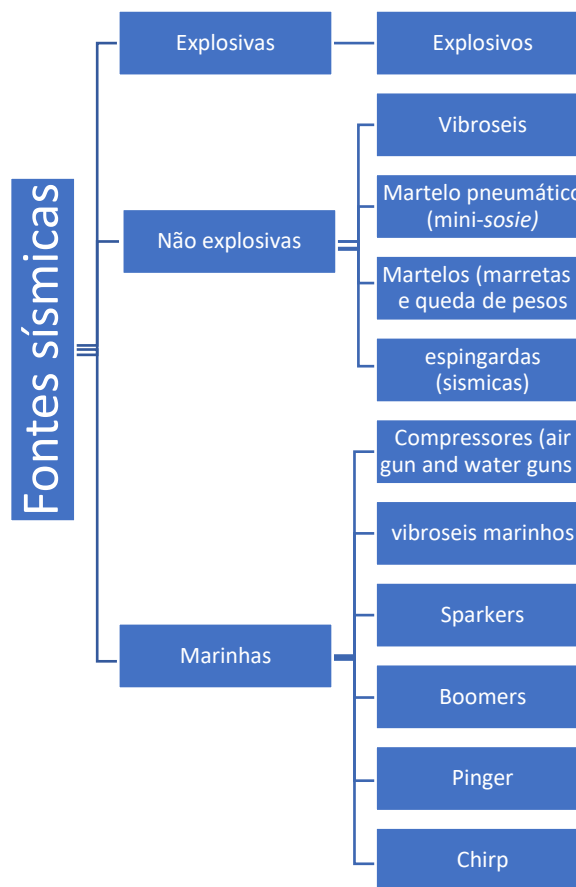 Fontes sísmicas
Explosivas
Explosivos
Não explosivas
Vibroseis
Martelo pneumático
(mini-sosie)
Martelos (marretas
e queda de pesos
espingardas
(sismicas)
Marinhas
Compressores (air
gun and water guns
vibroseis marinhos
Sparkers
Boomers
Pinger
Chirp